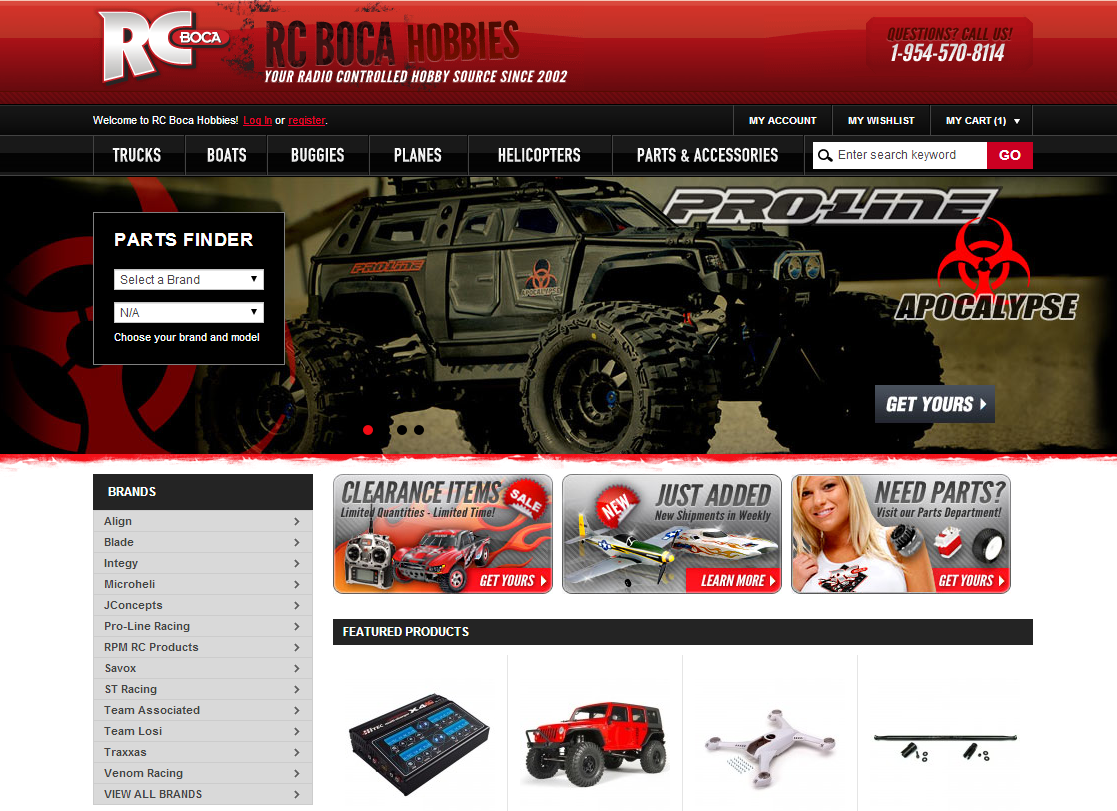 RC BOCA
RC BOCA HOBBIES
YOUR RADIO CONTROLLED HOBBY SOURCE SINCE 2002
QUESTIONS? CALL US!
1-954-570-8114
Welcome to RC Boca Hobbies! Log In or register.
MY ACCOUNT
MY WISHLIST
MY CART (1)
TRUCKS
BOATS
BUGGIES
PLANES
HELICOPTERS
PARTS & ACCESSORIES
Enter search keyword
GO
PARTS FINDER
Select a Brand
N/A
Choose your brand and model
PRO-LINE
APOCALYPSE
PRO-LINE
APOCALYPSE
GET YOURS
BRANDS
Align
Blade
Integy
Microheli
JConcepts
Pro-Line Racing
RPM RC Products
Savox
ST Racing
Team Associated
Team Losi
Traxxas
Venom Racing
VIEW ALL BRANDS
CLEARANCE ITEMS
SALE
Limited Quantities - Limited Time!
GET YOURS
NEW
JUST ADDED
New Shipments in Weekly
LEARN MORE
NEED PARTS?
Visit our Parts Department!
GET YOURS
FEATURED PRODUCTS
HITEC
X4